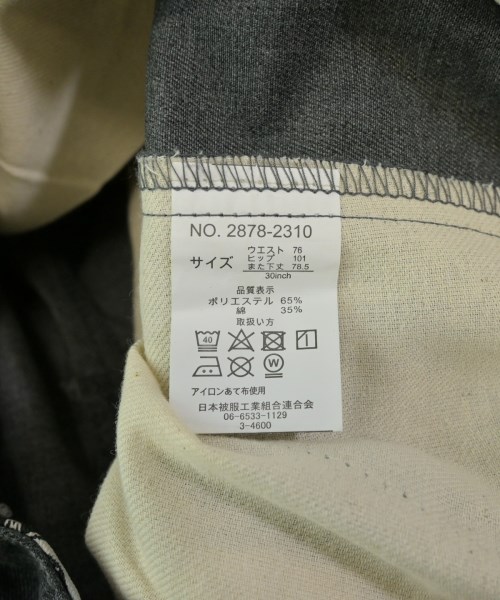 NO. 2878-2310
サイズ
ウエスト 76
ヒップ 101
また下丈 78.5
30inch
品質表示
ポリエステル 65%
綿 35%
取扱い方
40
W
アイロンあて布使用
日本被服工業組合連合会
06-6533-1129
3-4600